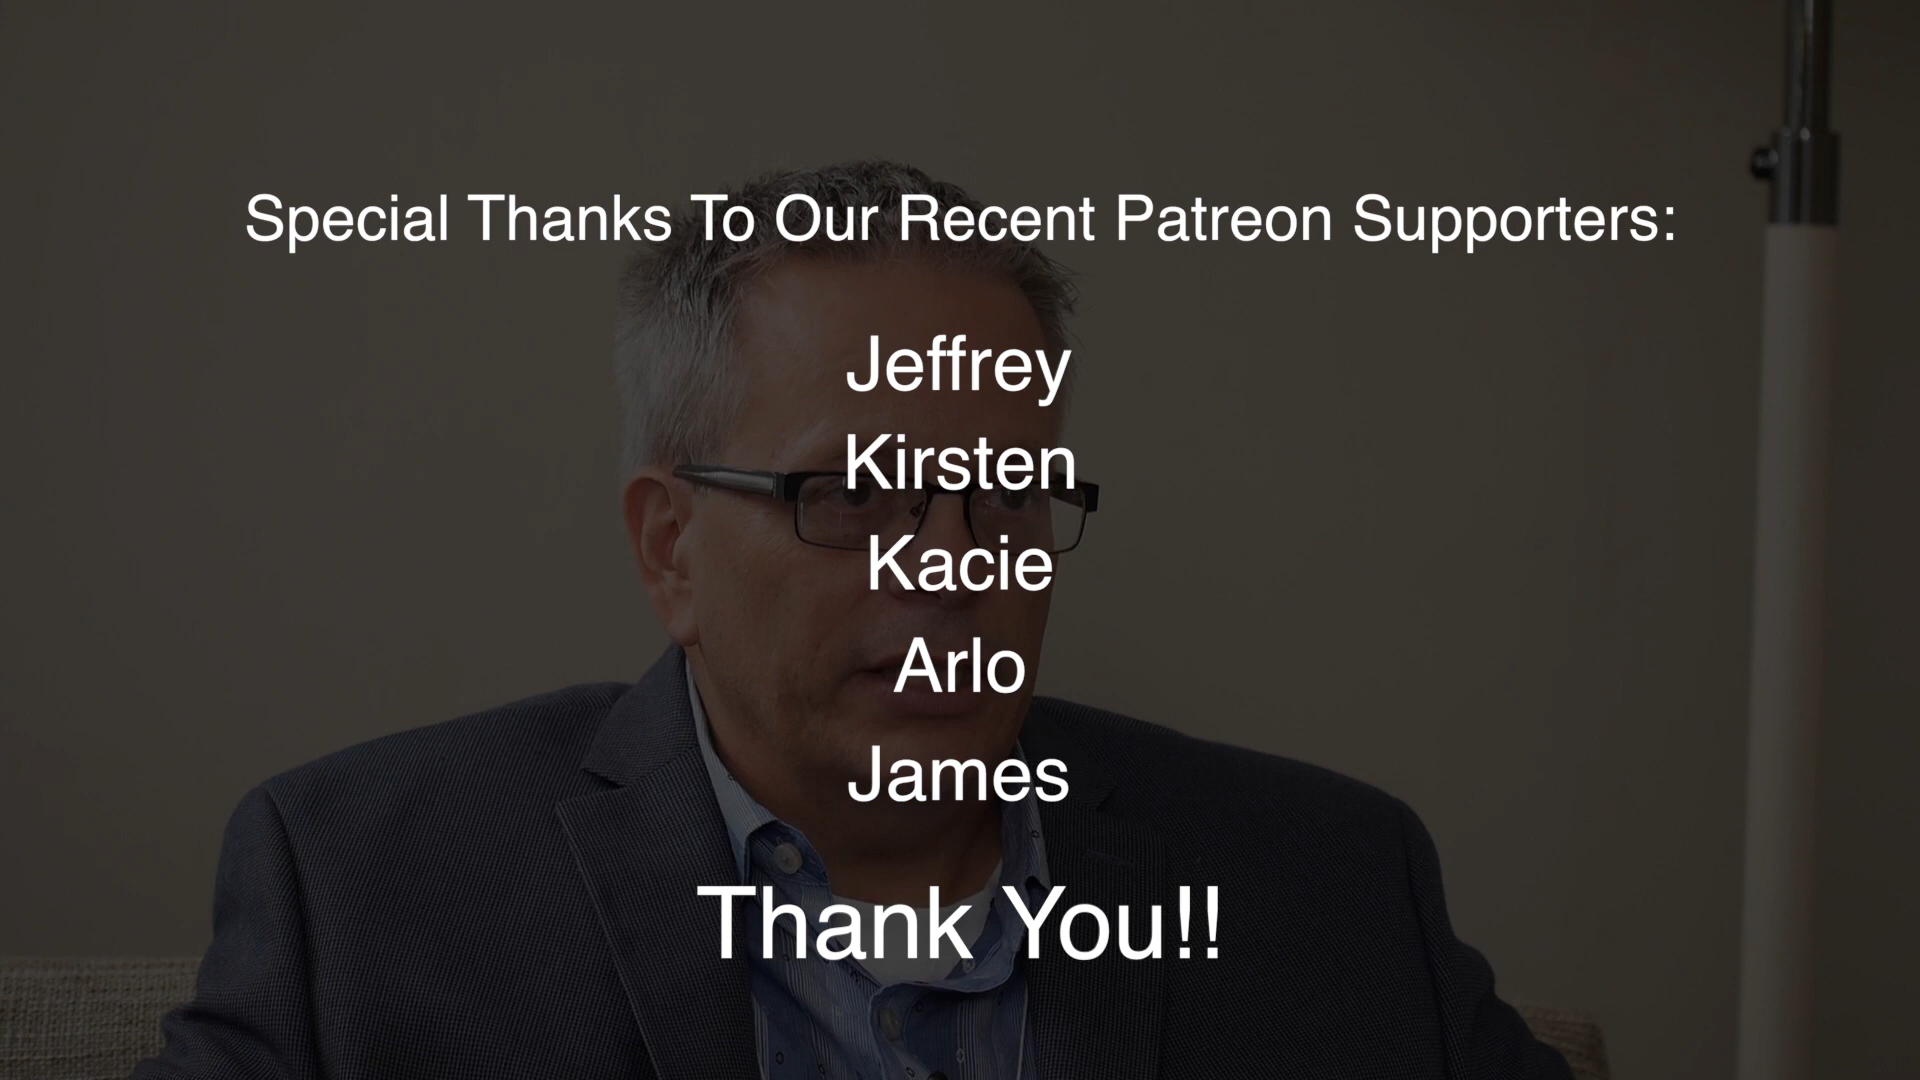 Special Thanks To Our Recent Patreon Supporters:
Jeffrey
Kirsten
Kacie
Arlo
James
Thank You!!